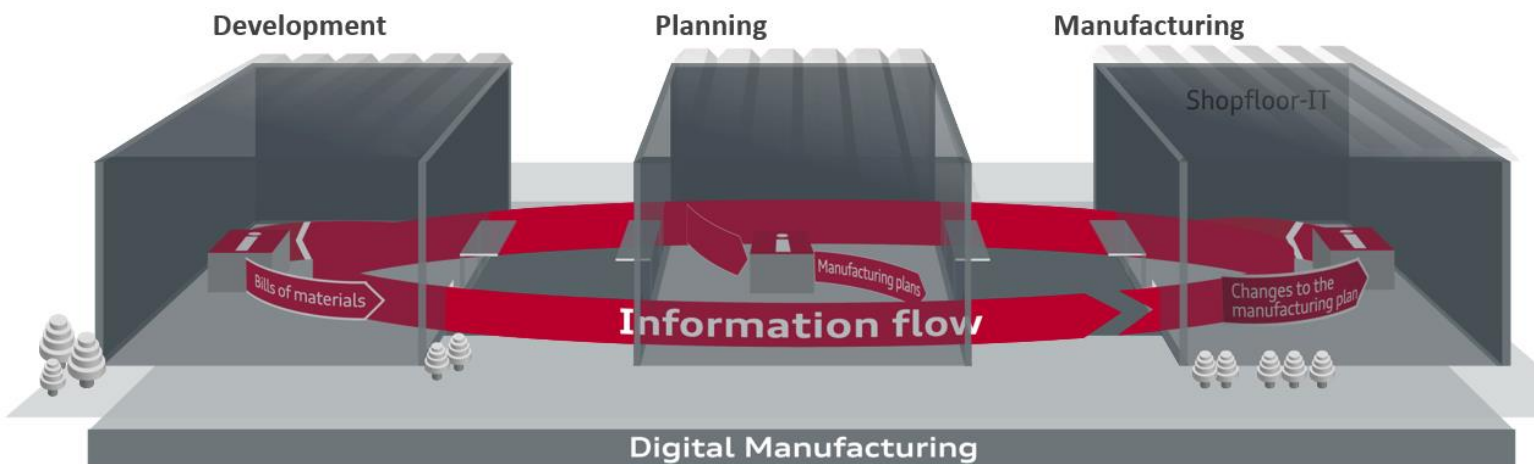 Development
Planning
Manufacturing
Shopfloor-IT
Bills of materials
Manufacturing plans
Changes to the
manufacturing plan
Information flow
Digital Manufacturing